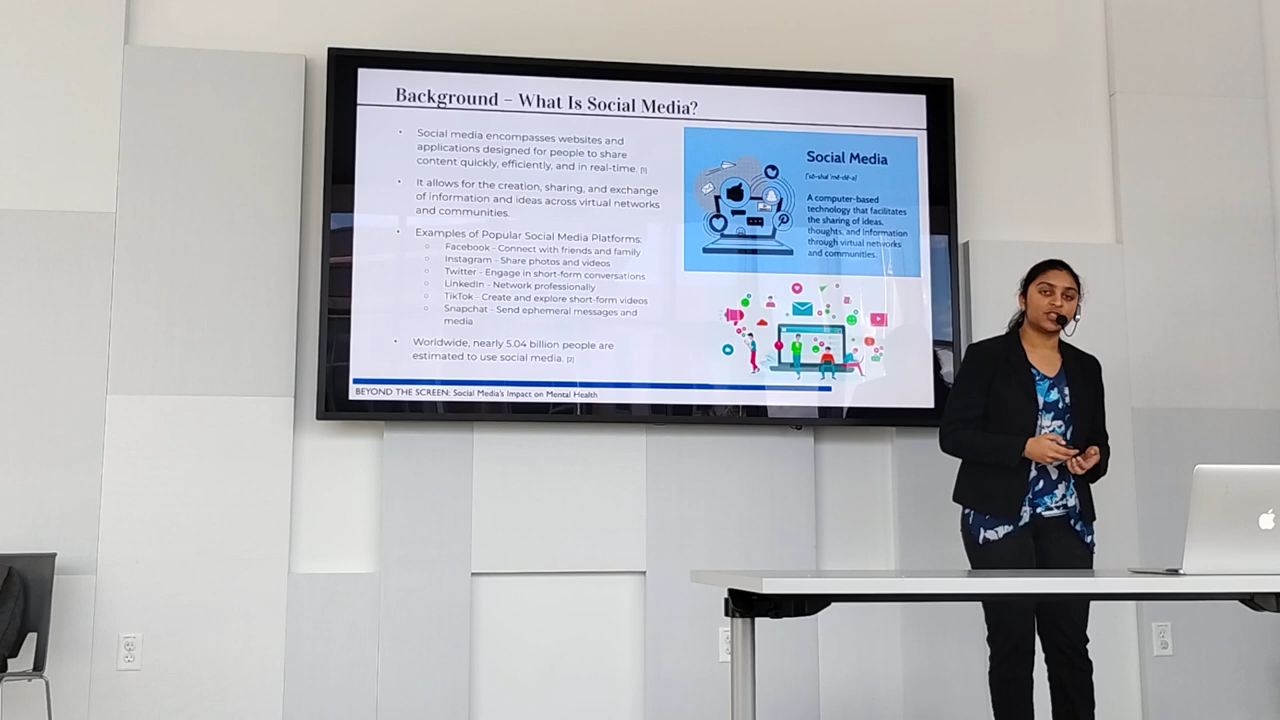 Background – What Is Social Media?
• Social media encompasses websites and
applications designed for people to share
content quickly, efficiently, and in real-time. [1]
• It allows for the creation, sharing, and exchange
of information and ideas across virtual networks
and communities.
• Examples of Popular Social Media Platforms:
○ Facebook - Connect with friends and family
○ Instagram - Share photos and videos
○ Twitter - Engage in short-form conversations
○ LinkedIn - Network professionally
○ TikTok - Create and explore short-form videos
○ Snapchat - Send ephemeral messages and
media
• Worldwide, nearly 5.04 billion people are
estimated to use social media. [2]
Social Media
['sō-shəl 'mē-dē-ə]
A computer-based
technology that facilitates
the sharing of ideas,
thoughts, and information
through virtual networks
and communities.
BEYOND THE SCREEN: Social Media's Impact on Mental Health